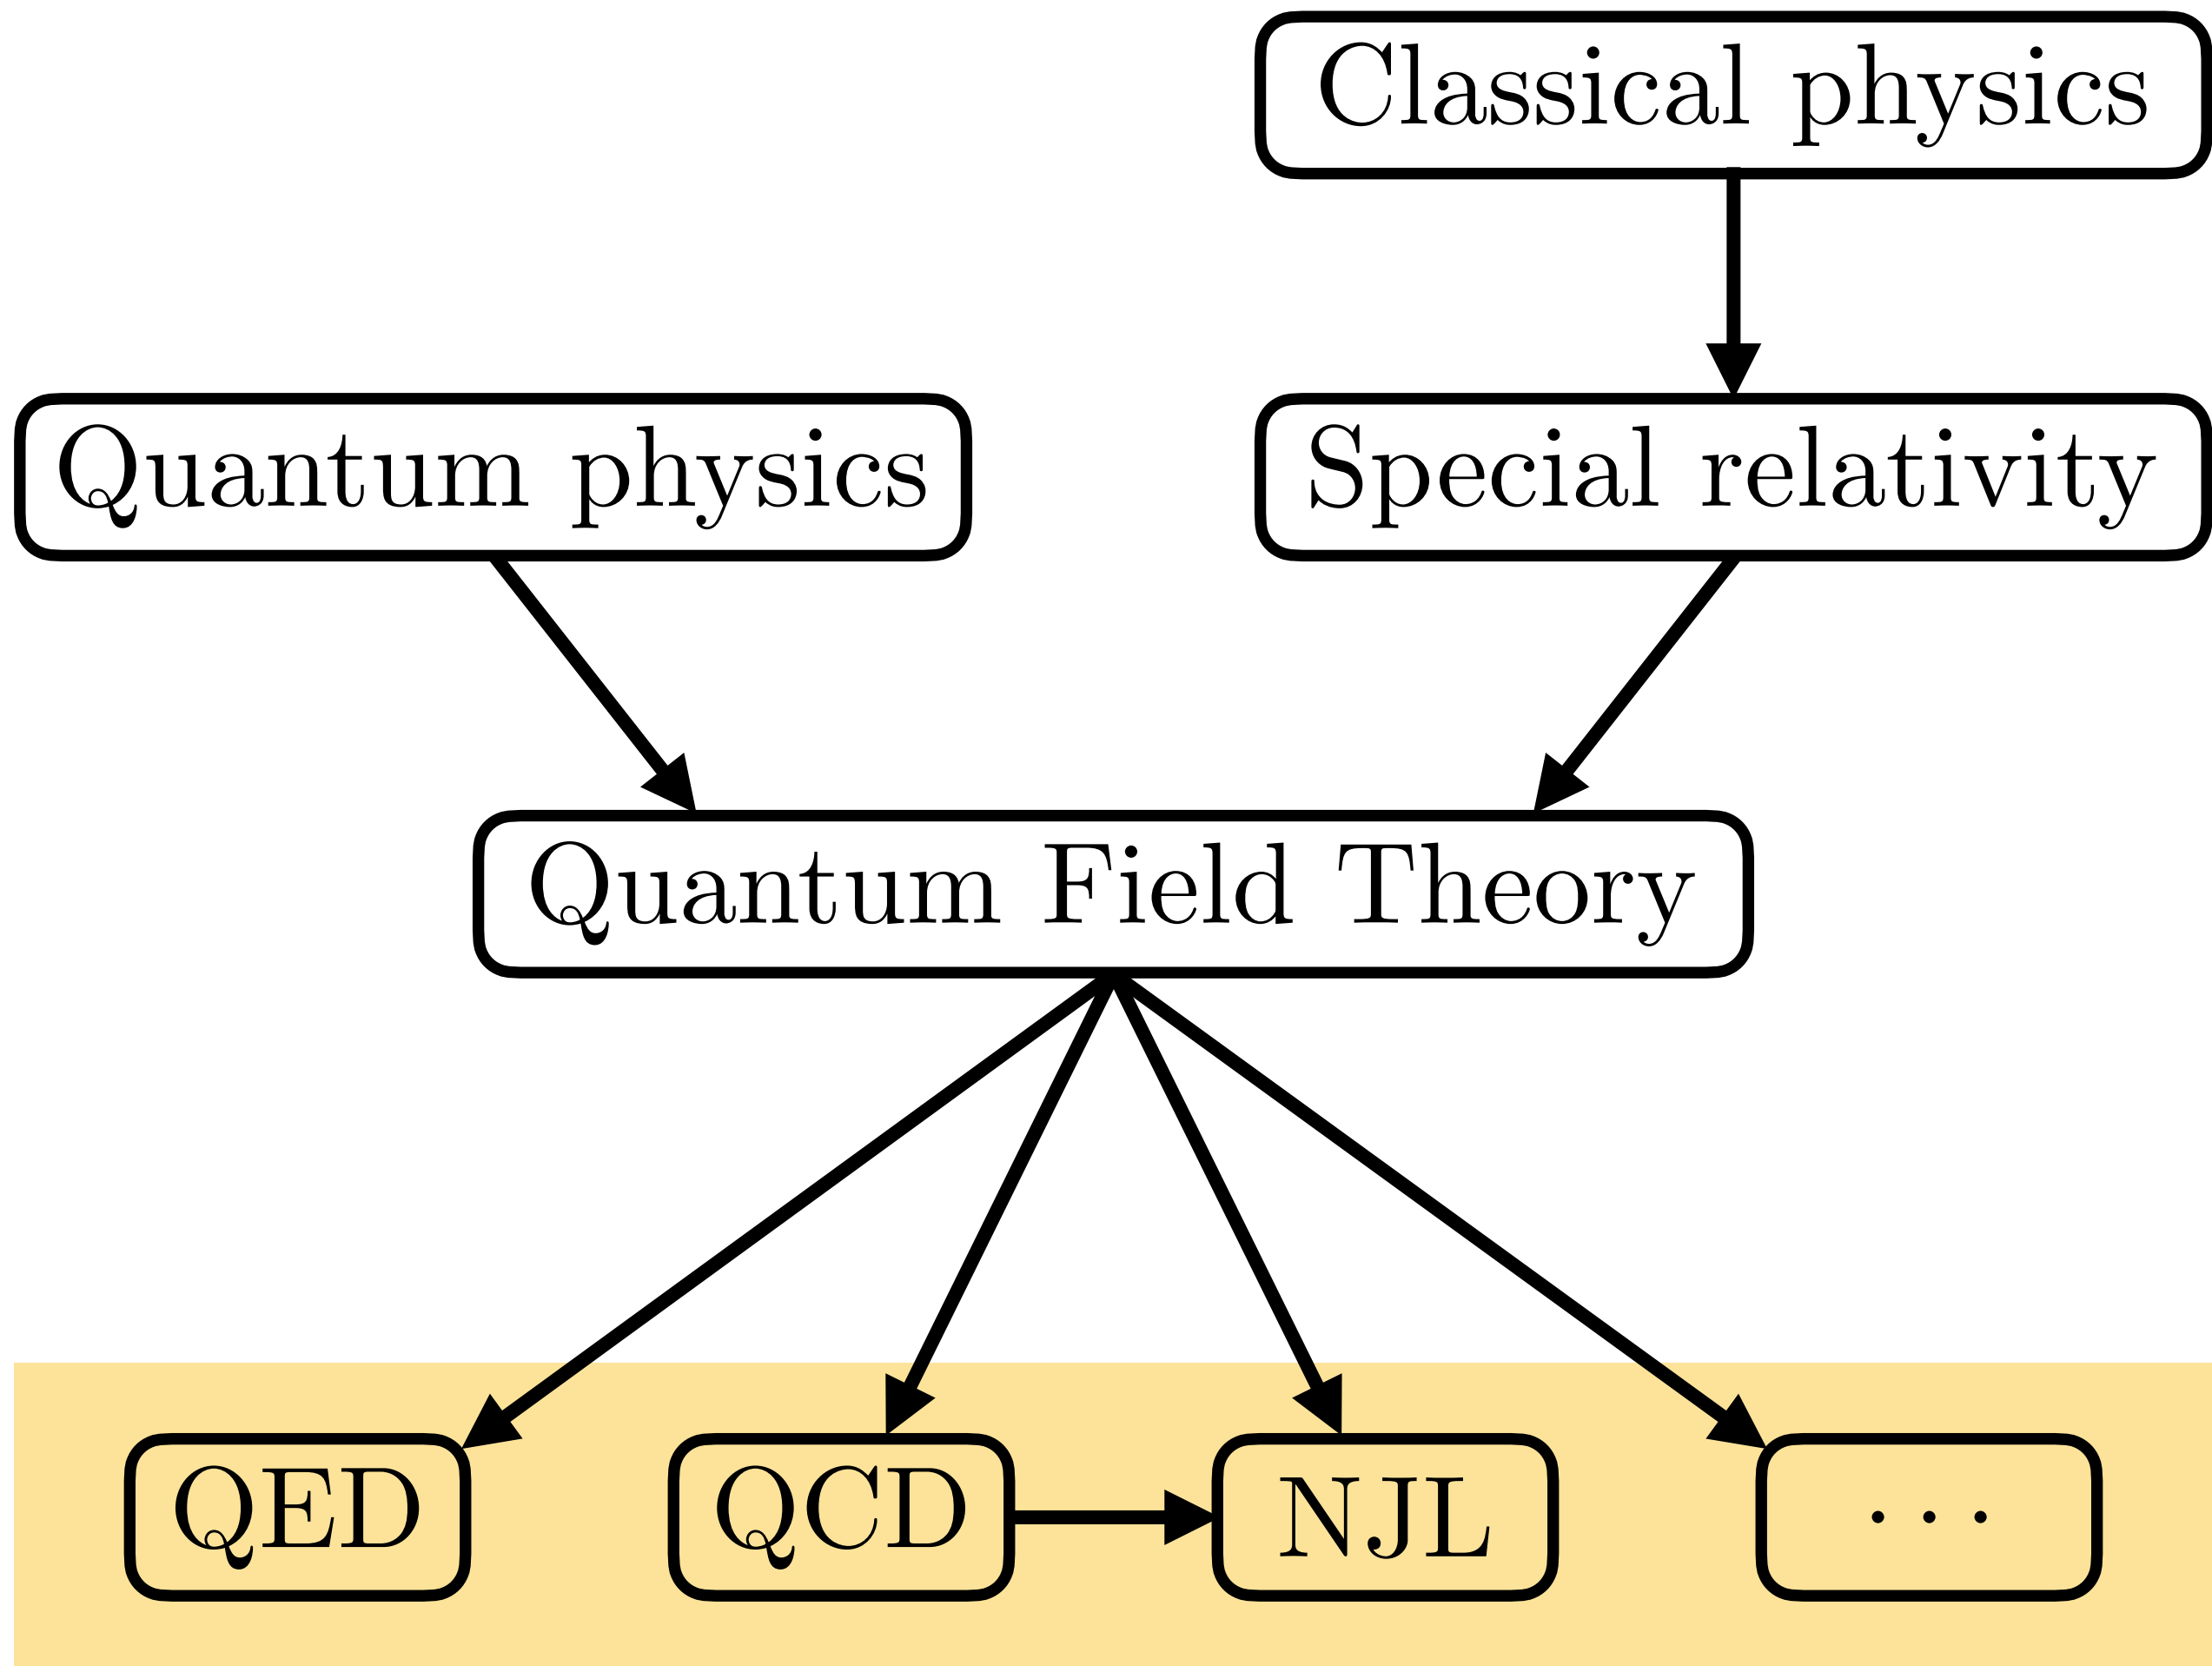 Classical physics
Quantum physics
Special relativity
Quantum Field Theory
QED
QCD
NJL
...